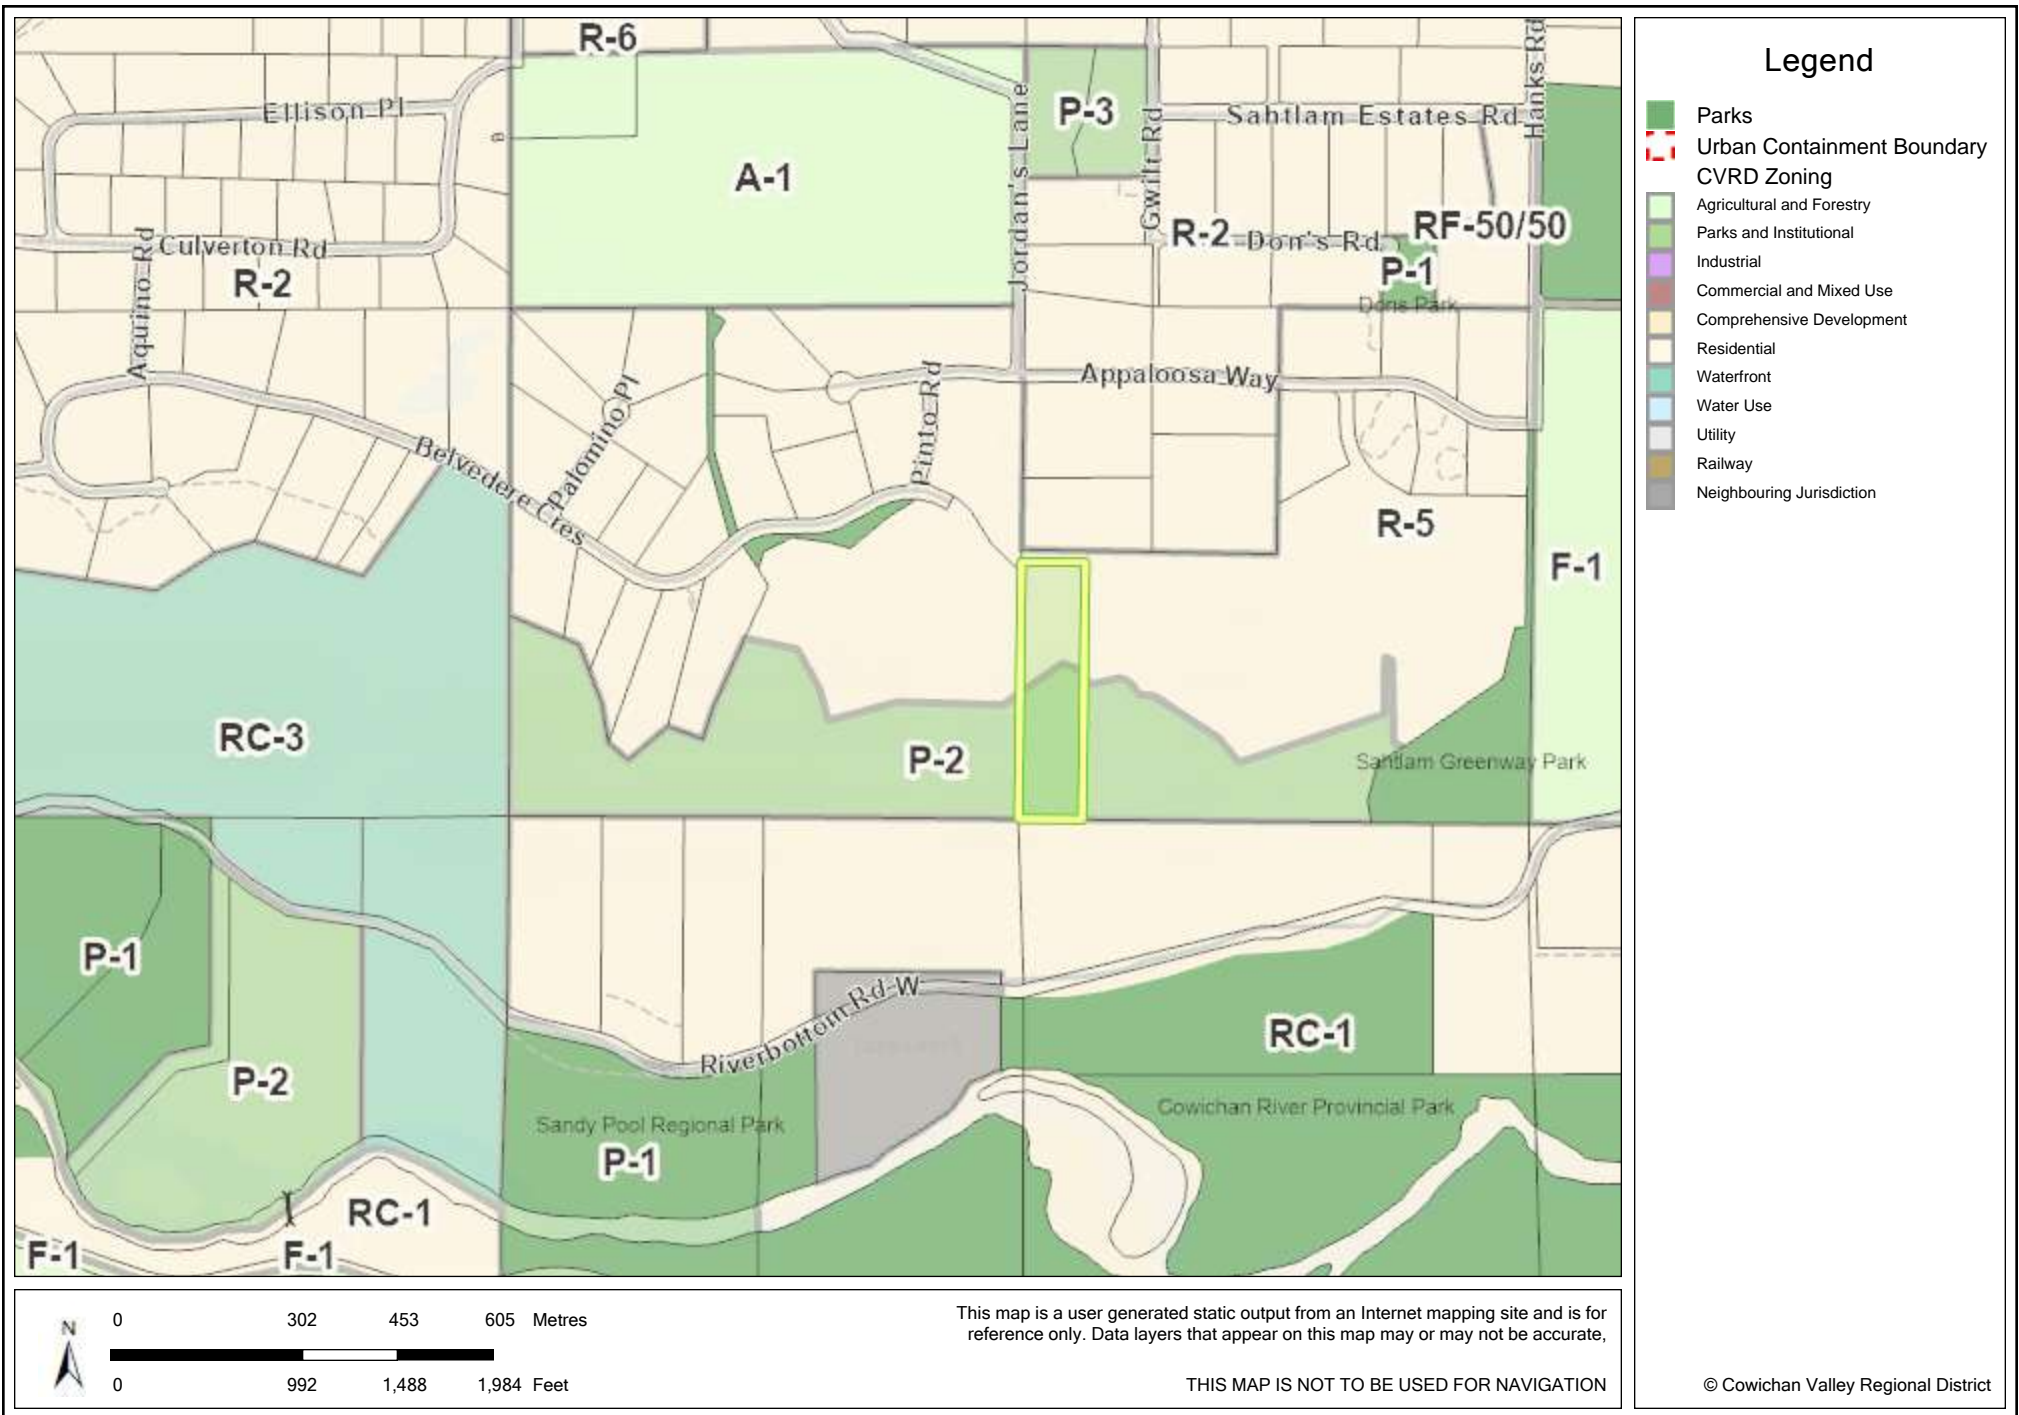 R-6
Ellison Pl
A-1
Jordan's Lane
P-3
Gwilt Rd
Sahtlam Estates Rd
Hanks Rd
Aquino Rd
Culverton Rd
R-2
R-2
Don's Rd
RF-50/50
P-1
Dons Park
Belvedere Cres
Palomino Pl
Pinto Rd
Appaloosa Way
R-5
F-1
RC-3
P-2
Sahtlam Greenway Park
P-1
P-2
Riverbottom Rd W
RC-1
Sandy Pool Regional Park
P-1
Cowichan River Provincial Park
RC-1
F-1
F-1
Legend
Parks
Urban Containment Boundary
CVRD Zoning
Agricultural and Forestry
Parks and Institutional
Industrial
Commercial and Mixed Use
Comprehensive Development
Residential
Waterfront
Water Use
Utility
Railway
Neighbouring Jurisdiction
N
0 302 453 605 Metres
0 992 1,488 1,984 Feet
This map is a user generated static output from an Internet mapping site and is for
reference only. Data layers that appear on this map may or may not be accurate,
THIS MAP IS NOT TO BE USED FOR NAVIGATION
© Cowichan Valley Regional District